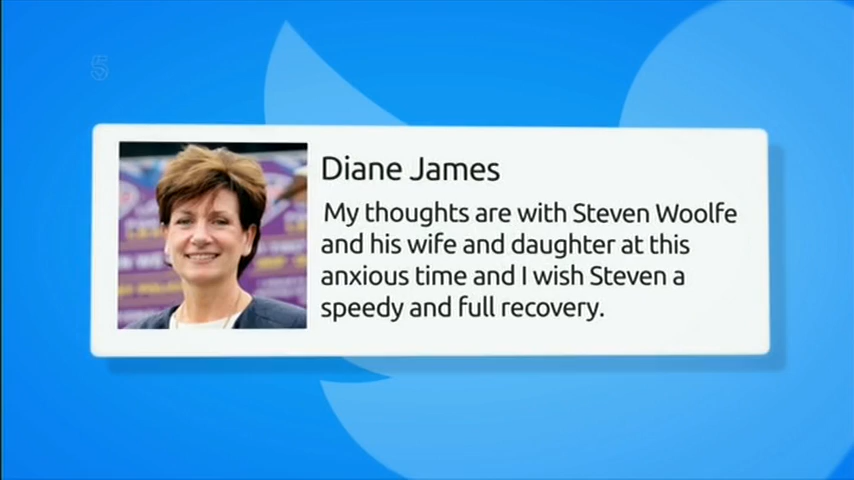 5
Diane James
My thoughts are with Steven Woolfe
and his wife and daughter at this
anxious time and I wish Steven a
speedy and full recovery.